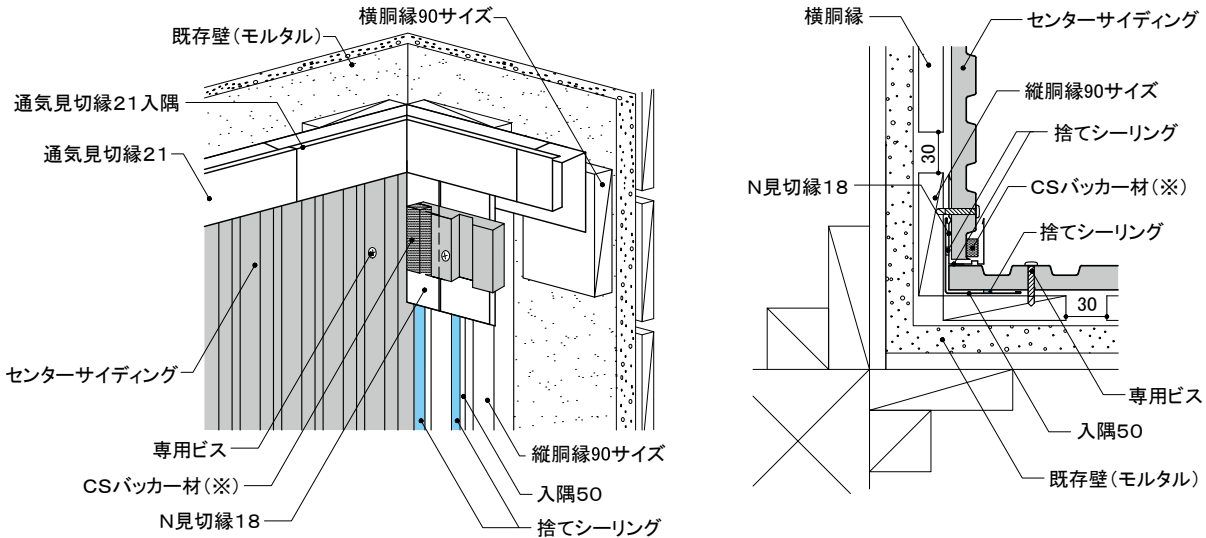 横胴縁90サイズ
既存壁（モルタル）
通気見切縁21入隅
通気見切縁21
センターサイディング
専用ビス
CSバッカー材（※）
N見切縁18
縦胴縁90サイズ
入隅50
捨てシーリング
横胴縁
センターサイディング
縦胴縁90サイズ
捨てシーリング
30
N見切縁18
CSバッカー材（※）
捨てシーリング
30
専用ビス
入隅50
既存壁（モルタル）